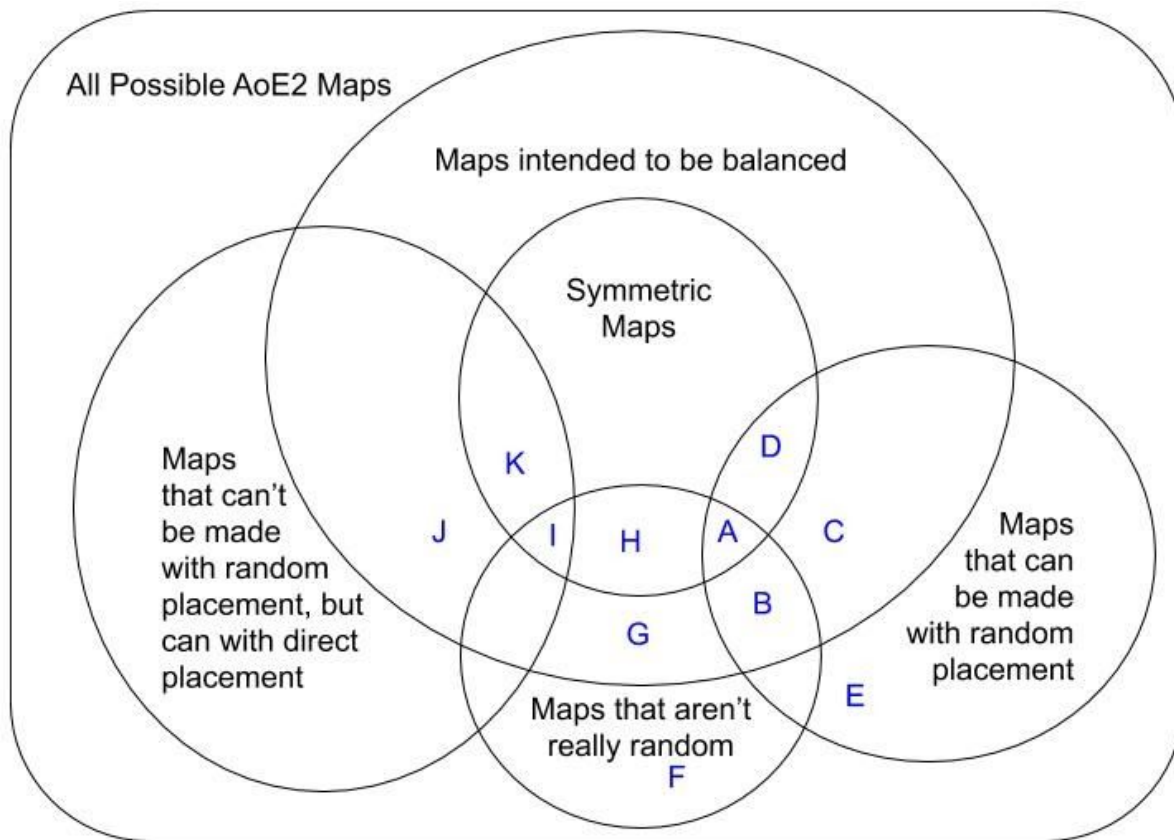 All Possible AoE2 Maps
Maps intended to be balanced
Symmetric
Maps
D
K
Maps
that can't
be made
with random
placement, but
can with direct
placement
J
I
H
A
C
Maps
that can
be made
with random
placement
B
G
E
Maps that aren't
really random
F